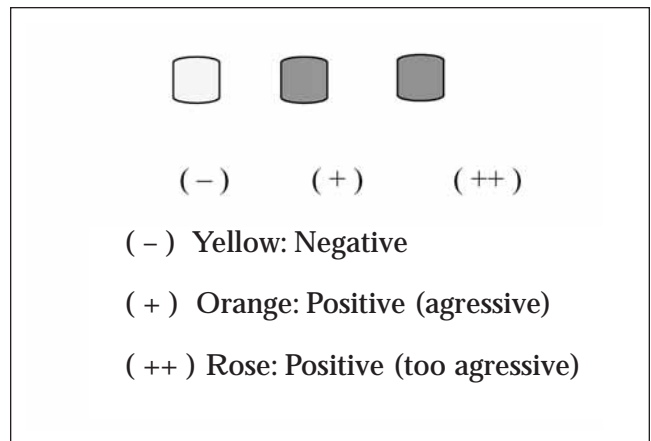 ( – ) ( + ) ( ++ )
( – ) Yellow: Negative
( + ) Orange: Positive (agressive)
( ++ ) Rose: Positive (too agressive)